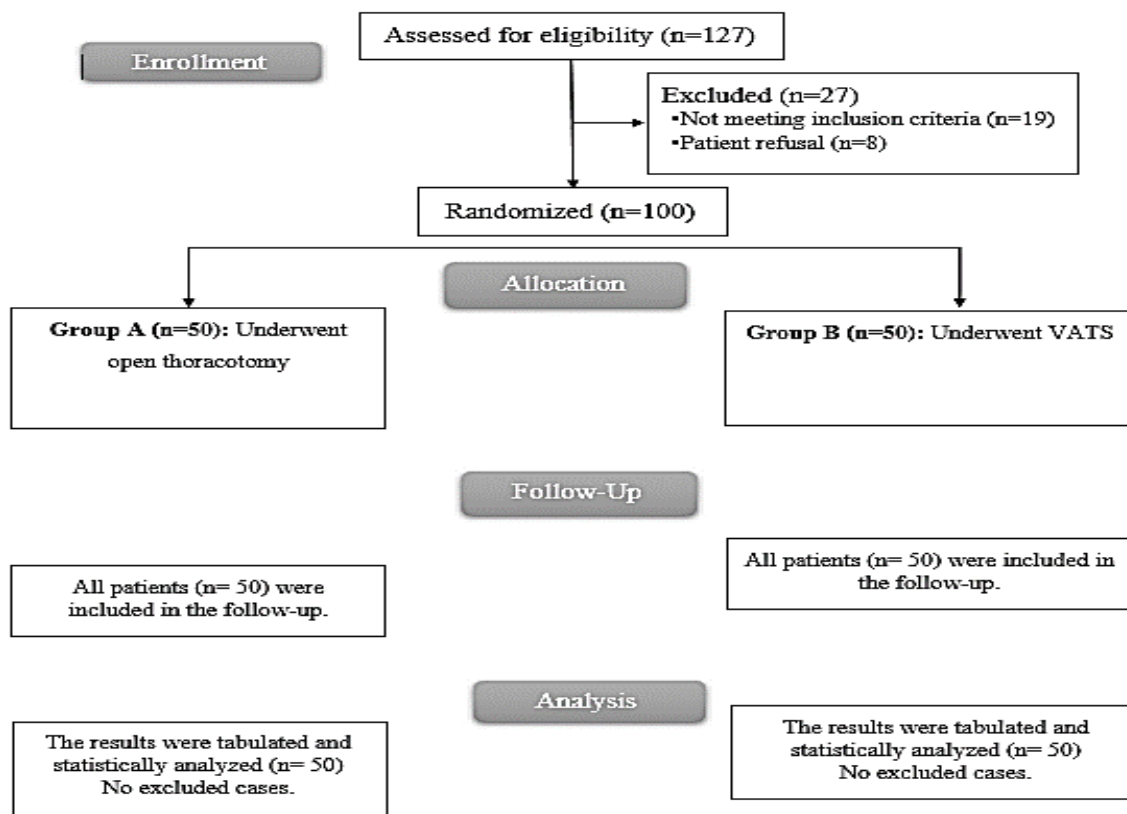 Assessed for eligibility (n=127)
Enrollment
Excluded (n=27)
▪Not meeting inclusion criteria (n=19)
▪Patient refusal (n=8)
Randomized (n=100)
Allocation
Group A (n=50): Underwent
open thoracotomy
Group B (n=50): Underwent VATS
Follow-Up
All patients (n= 50) were
included in the follow-up.
All patients (n= 50) were included in
the follow-up.
Analysis
The results were tabulated and
statistically analyzed (n= 50)
No excluded cases.
The results were tabulated and
statistically analyzed (n= 50)
No excluded cases.